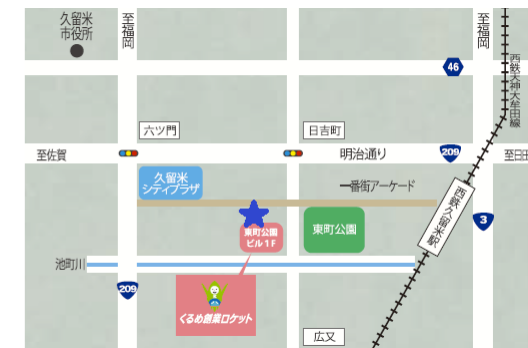 久留米
市役所
至福岡
至福岡
46
西鉄天神大牟田線
六ツ門
日吉町
至佐賀
明治通り
209
至日田
久留米
シティプラザ
一番街アーケード
西鉄久留米駅
3
東町公園
ビル1F
東町公園
池町川
209
くるめ創業ロケット
広又